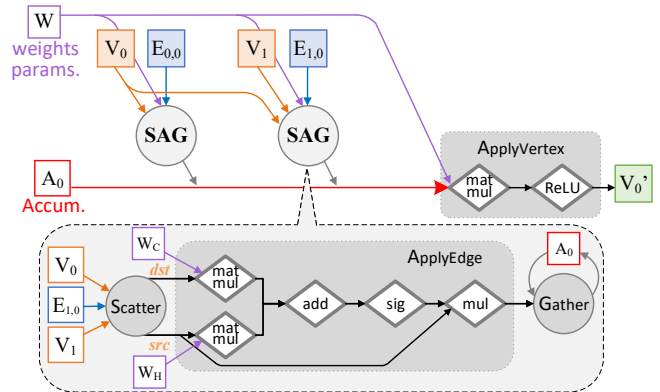 W
weights
params.
V0
E0,0
V1
E1,0
SAG
SAG
A0
Accum.
ApplyVertex
mat
mul
ReLU
V0’
WC
ApplyEdge
A0
V0
E1,0
V1
Scatter
dst
src
mat
mul
mat
mul
add
sig
mul
Gather
WH